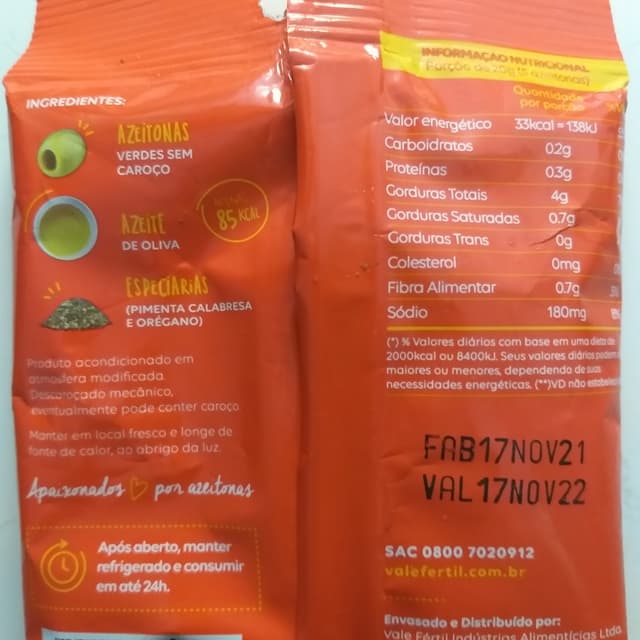 INGREDIENTES:
AZEITONAS
VERDES SEM
CAROÇO
AZEITE
DE OLIVA
85 KCAL
ESPECIARIAS
(PIMENTA CALABRESA
E ORÉGANO)
Produto acondicionado em
atmosfera modificada.
Descaroçado mecânico,
eventualmente pode conter caroço.
Manter em local fresco e longe de
fonte de calor, ao abrigo da luz.
Apaixonados por azeitonas
Após aberto, manter
refrigerado e consumir
em até 24h.
INFORMAÇÃO NUTRICIONAL
Porção de 20g (5 azeitonas)
Quantidade
por porção
Valor energético 33kcal = 138kJ
Carboidratos 0.2g
Proteínas 0.3g
Gorduras Totais 4g
Gorduras Saturadas 0.7g
Gorduras Trans 0g
Colesterol 0mg
Fibra Alimentar 0.7g
Sódio 180mg
(*) % Valores diários com base em uma dieta de
2000kcal ou 8400kJ. Seus valores diários podem
maiores ou menores, dependendo de suas
necessidades energéticas. (**)VD não
FAB17NOV21
VAL17NOV22
SAC 0800 7020912
valefertil.com.br
Envasado e Distribuído por:
Vale Fértil Indústrias Alimentícias Ltda